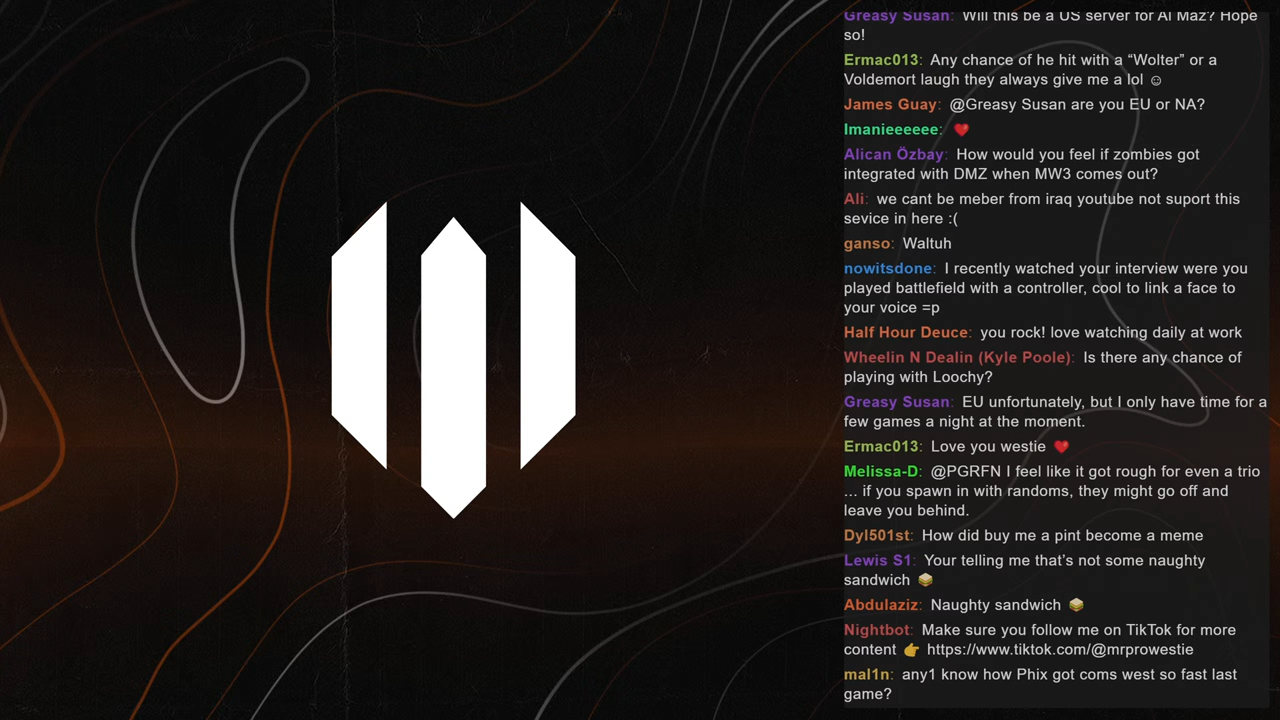 Greasy Susan: Will this be a US server for Al Maz? Hope
so!
Ermac013: Any chance of he hit with a “Wolter” or a
Voldemort laugh they always give me a lol ☺
James Guay: @Greasy Susan are you EU or NA?
Imanieeeeee: ❤️
Alican Özbay: How would you feel if zombies got
integrated with DMZ when MW3 comes out?
Ali: we cant be meber from iraq youtube not suport this
sevice in here :(
ganso: Waltuh
nowitsdone: I recently watched your interview were you
played battlefield with a controller, cool to link a face to
your voice =p
Half Hour Deuce: you rock! love watching daily at work
Wheelin N Dealin (Kyle Poole): Is there any chance of
playing with Loochy?
Greasy Susan: EU unfortunately, but I only have time for a
few games a night at the moment.
Ermac013: Love you westie ❤️
Melissa-D: @PGRFN I feel like it got rough for even a trio
... if you spawn in with randoms, they might go off and
leave you behind.
Dyl501st: How did buy me a pint become a meme
Lewis S1: Your telling me that’s not some naughty
sandwich 🥪
Abdulaziz: Naughty sandwich 🥪
Nightbot: Make sure you follow me on TikTok for more
content 👉 https://www.tiktok.com/@mrprowestie
mal1n: any1 know how Phix got coms west so fast last
game?